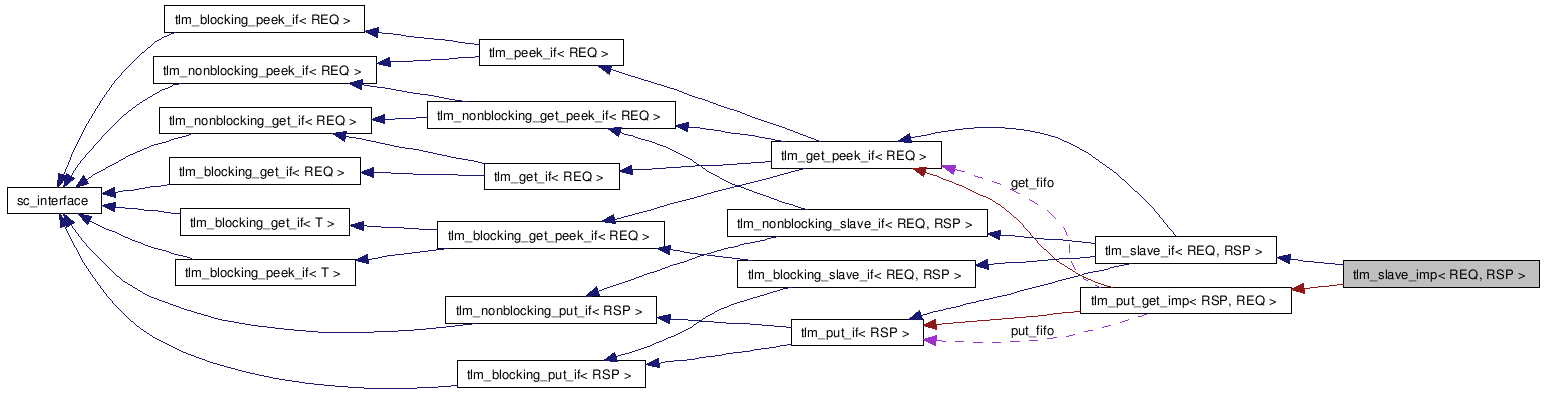 tlm_blocking_peek_if< REQ >
tlm_peek_if< REQ >
tlm_nonblocking_peek_if< REQ >
tlm_nonblocking_get_if< REQ >
tlm_nonblocking_get_peek_if< REQ >
tlm_get_peek_if< REQ >
tlm_blocking_get_if< REQ >
tlm_get_if< REQ >
get_fifo
sc_interface
tlm_blocking_get_if< T >
tlm_blocking_get_peek_if< REQ >
tlm_nonblocking_slave_if< REQ, RSP >
tlm_slave_if< REQ, RSP >
tlm_blocking_peek_if< T >
tlm_blocking_slave_if< REQ, RSP >
tlm_slave_imp< REQ, RSP >
tlm_put_get_imp< RSP, REQ >
tlm_nonblocking_put_if< RSP >
tlm_put_if< RSP >
put_fifo
tlm_blocking_put_if< RSP >